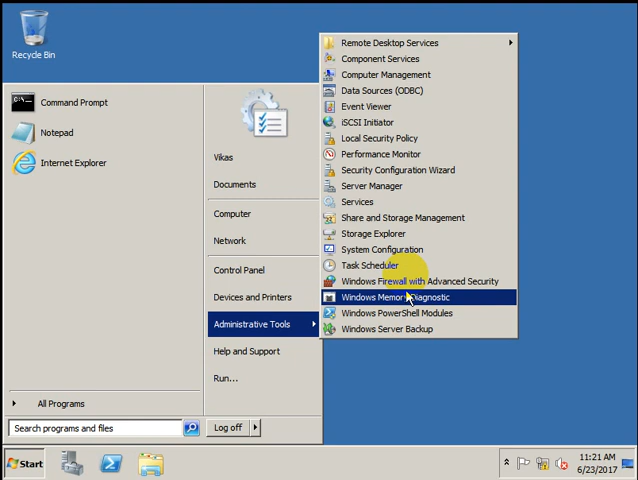 Recycle Bin
Command Prompt
Notepad
Internet Explorer
All Programs
Search programs and files
Vikas
Documents
Computer
Network
Control Panel
Devices and Printers
Administrative Tools
Help and Support
Run...
Log off
Remote Desktop Services
Component Services
Computer Management
Data Sources (ODBC)
Event Viewer
iSCSI Initiator
Local Security Policy
Performance Monitor
Security Configuration Wizard
Server Manager
Services
Share and Storage Management
Storage Explorer
System Configuration
Task Scheduler
Windows Firewall with Advanced Security
Windows Memory Diagnostic
Windows PowerShell Modules
Windows Server Backup
Start
11:21 AM
6/23/2017